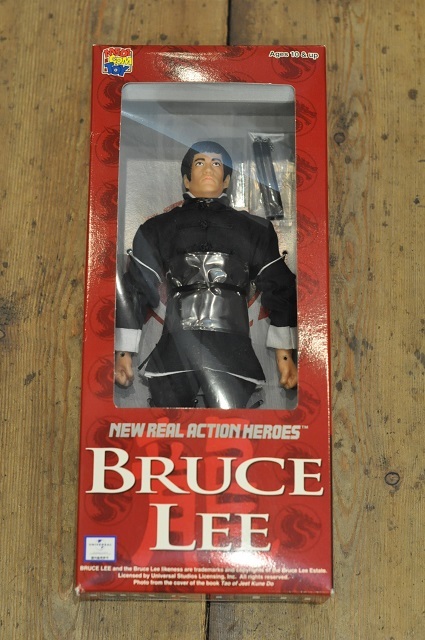 Ages 10 & up
NEW REAL ACTION HEROES™
BRUCE
LEE
BRUCE LEE and the Bruce Lee likeness are trademarks and copyrights of the Bruce Lee Estate.
Licensed by Universal Studios Licensing, Inc. All rights reserved.
Photo from the cover of the book Tao of Jeet Kune Do